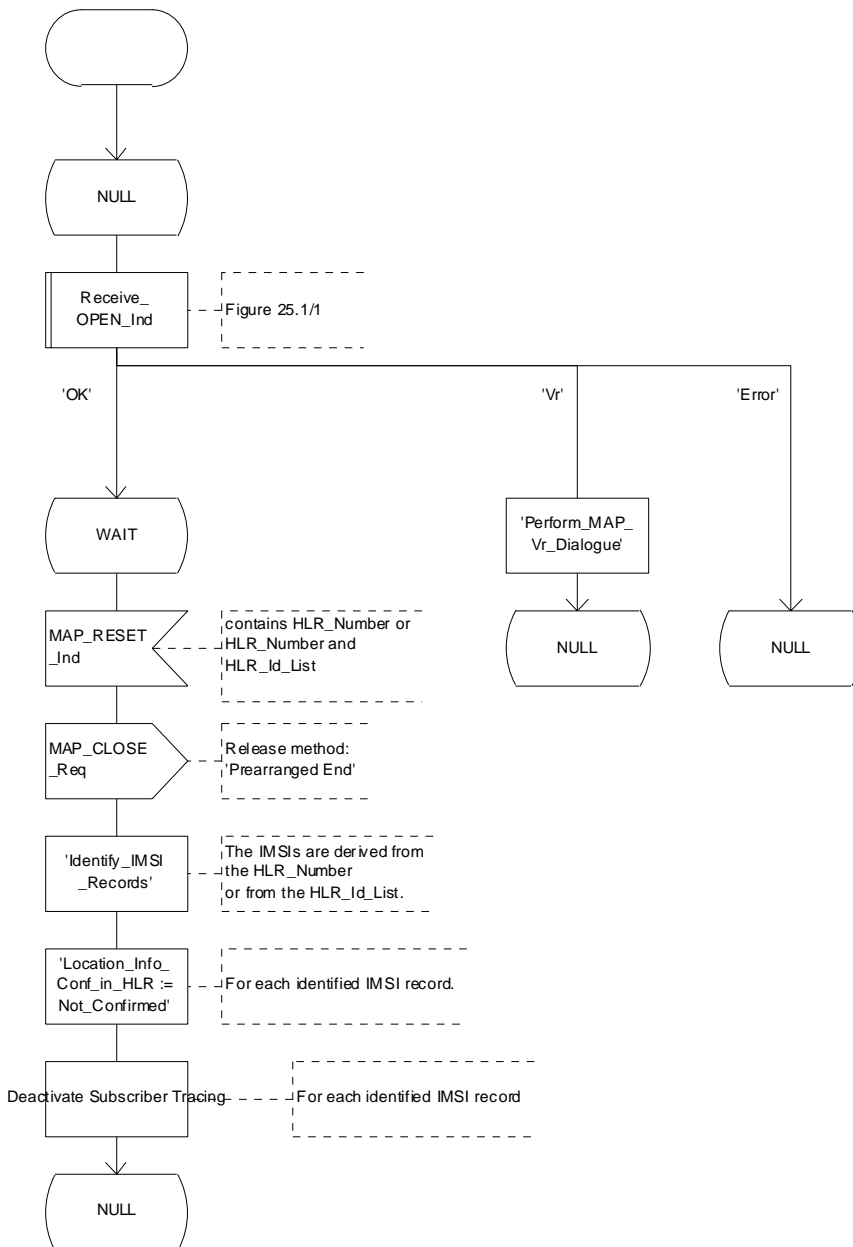 NULL
Receive_
OPEN_Ind
Figure 25.1/1
'OK'
'Vr'
'Error'
WAIT
'Perform_MAP_
Vr_Dialogue'
MAP_RESET
_Ind
contains HLR_Number or
HLR_Number and
HLR_Id_List
NULL
NULL
MAP_CLOSE
_Req
Release method:
'Prearranged End'
'Identify_IMSI
_Records'
The IMSIs are derived from
the HLR_Number
or from the HLR_Id_List.
'Location_Info_
Conf_in_HLR :=
Not_Confirmed'
For each identified IMSI record.
Deactivate Subscriber Tracing
For each identified IMSI record
NULL